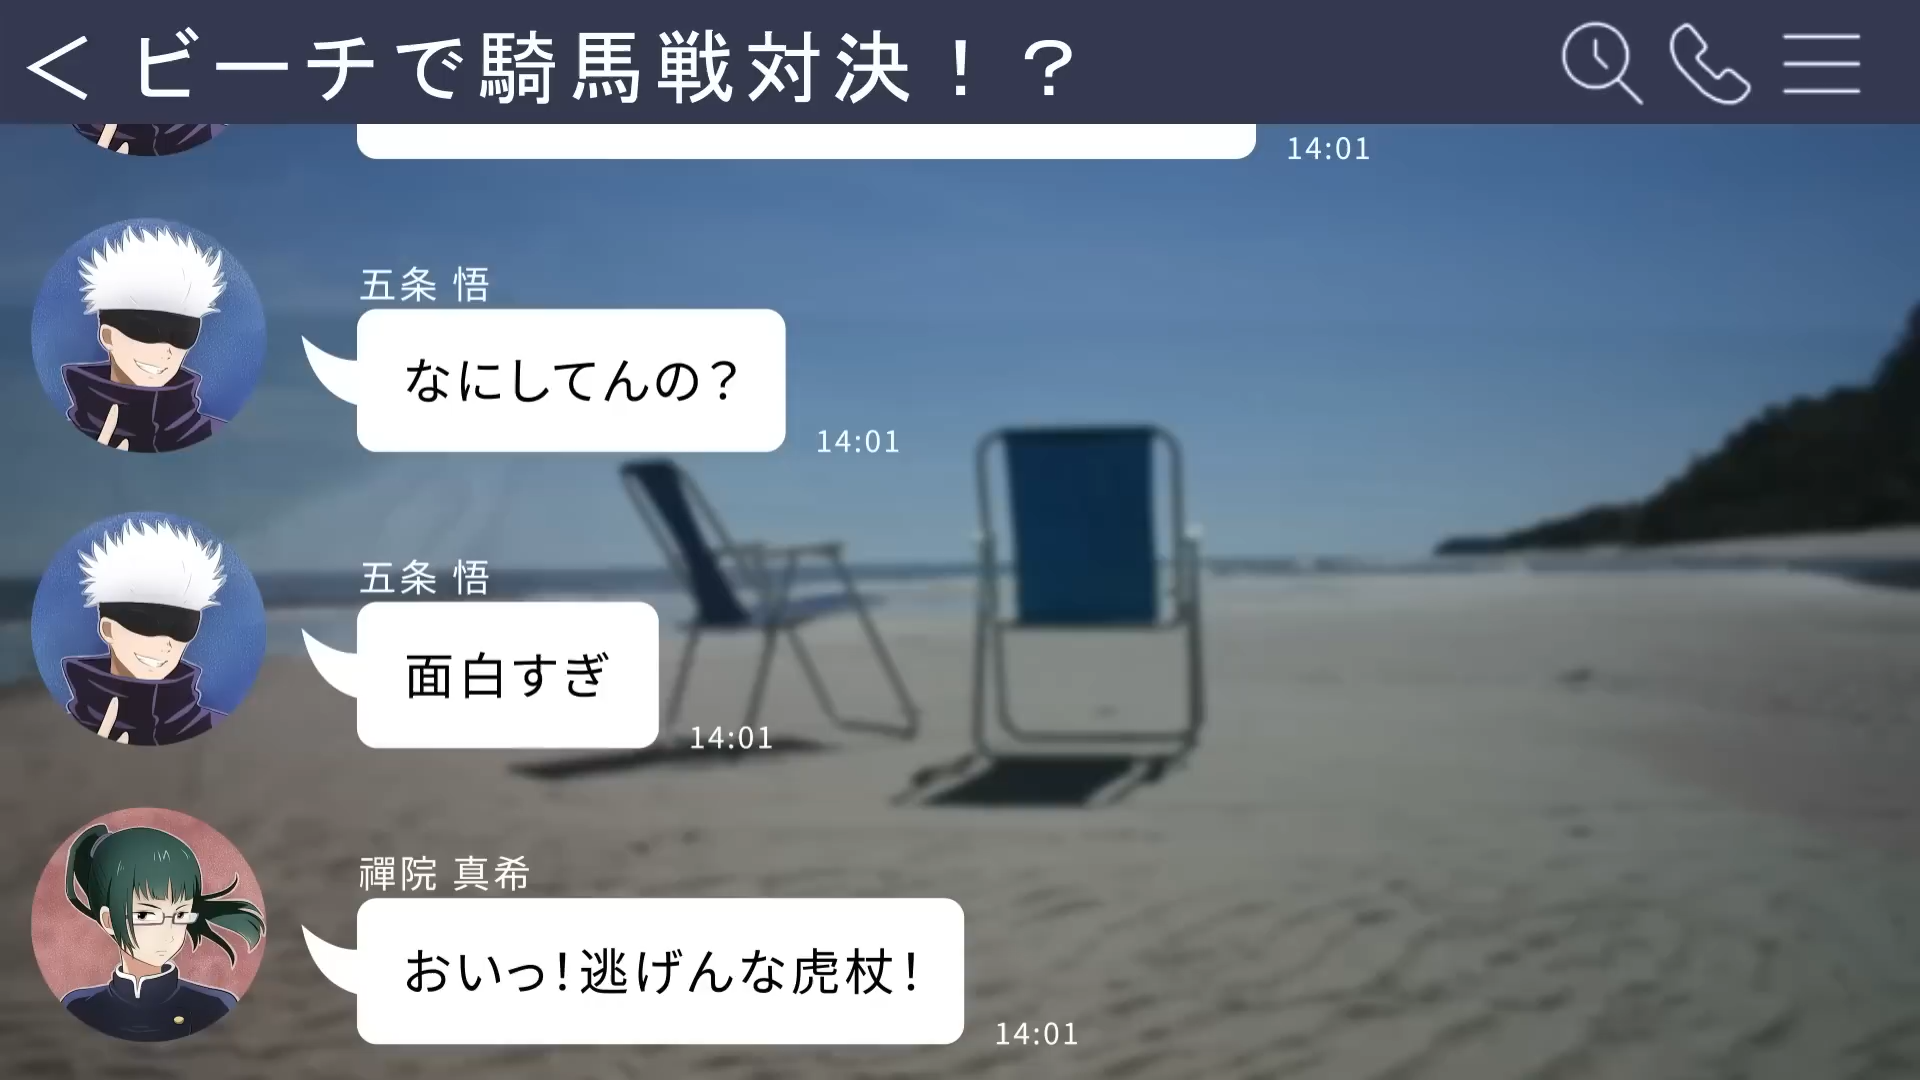 < ビーチで騎馬戦対決！？
14:01
五条 悟
なにしてんの？
14:01
五条 悟
面白すぎ
14:01
禪院 真希
おいっ！逃げんな虎杖！
14:01